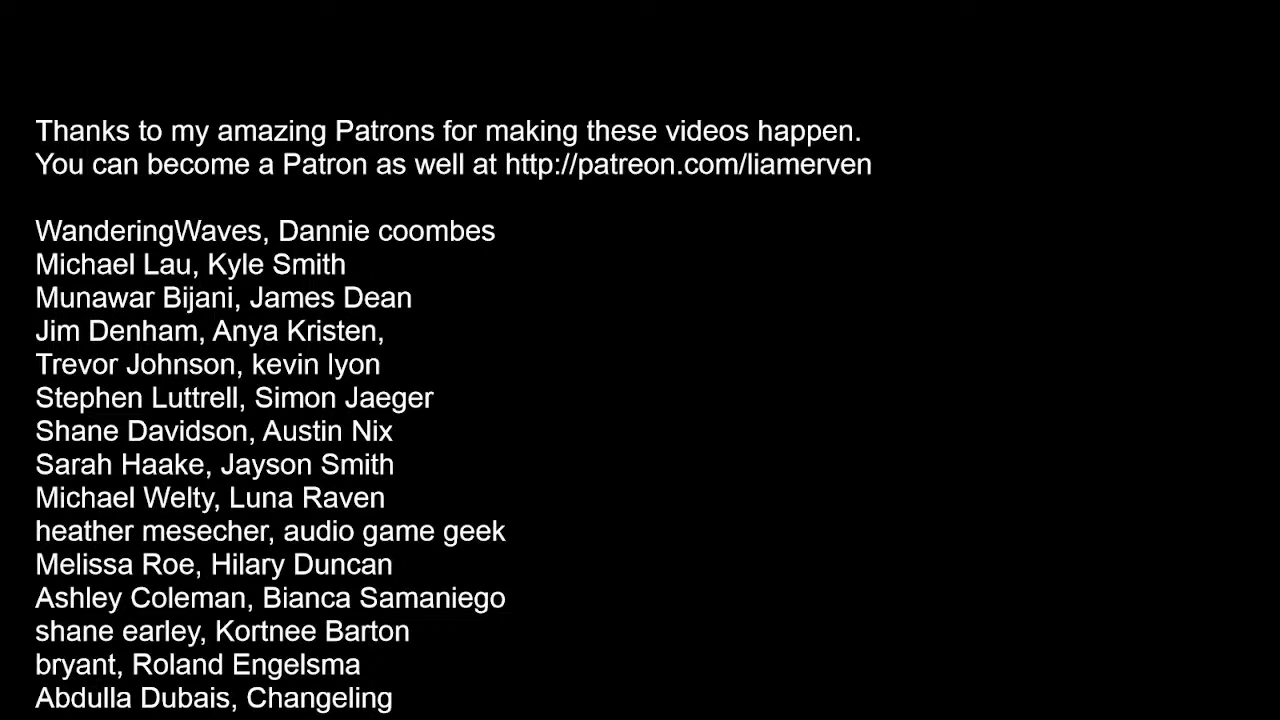 Thanks to my amazing Patrons for making these videos happen.
You can become a Patron as well at http://patreon.com/liamerven
WanderingWaves, Dannie coombes
Michael Lau, Kyle Smith
Munawar Bijani, James Dean
Jim Denham, Anya Kristen,
Trevor Johnson, kevin lyon
Stephen Luttrell, Simon Jaeger
Shane Davidson, Austin Nix
Sarah Haake, Jayson Smith
Michael Welty, Luna Raven
heather mesecher, audio game geek
Melissa Roe, Hilary Duncan
Ashley Coleman, Bianca Samaniego
shane earley, Kortnee Barton
bryant, Roland Engelsma
Abdulla Dubais, Changeling